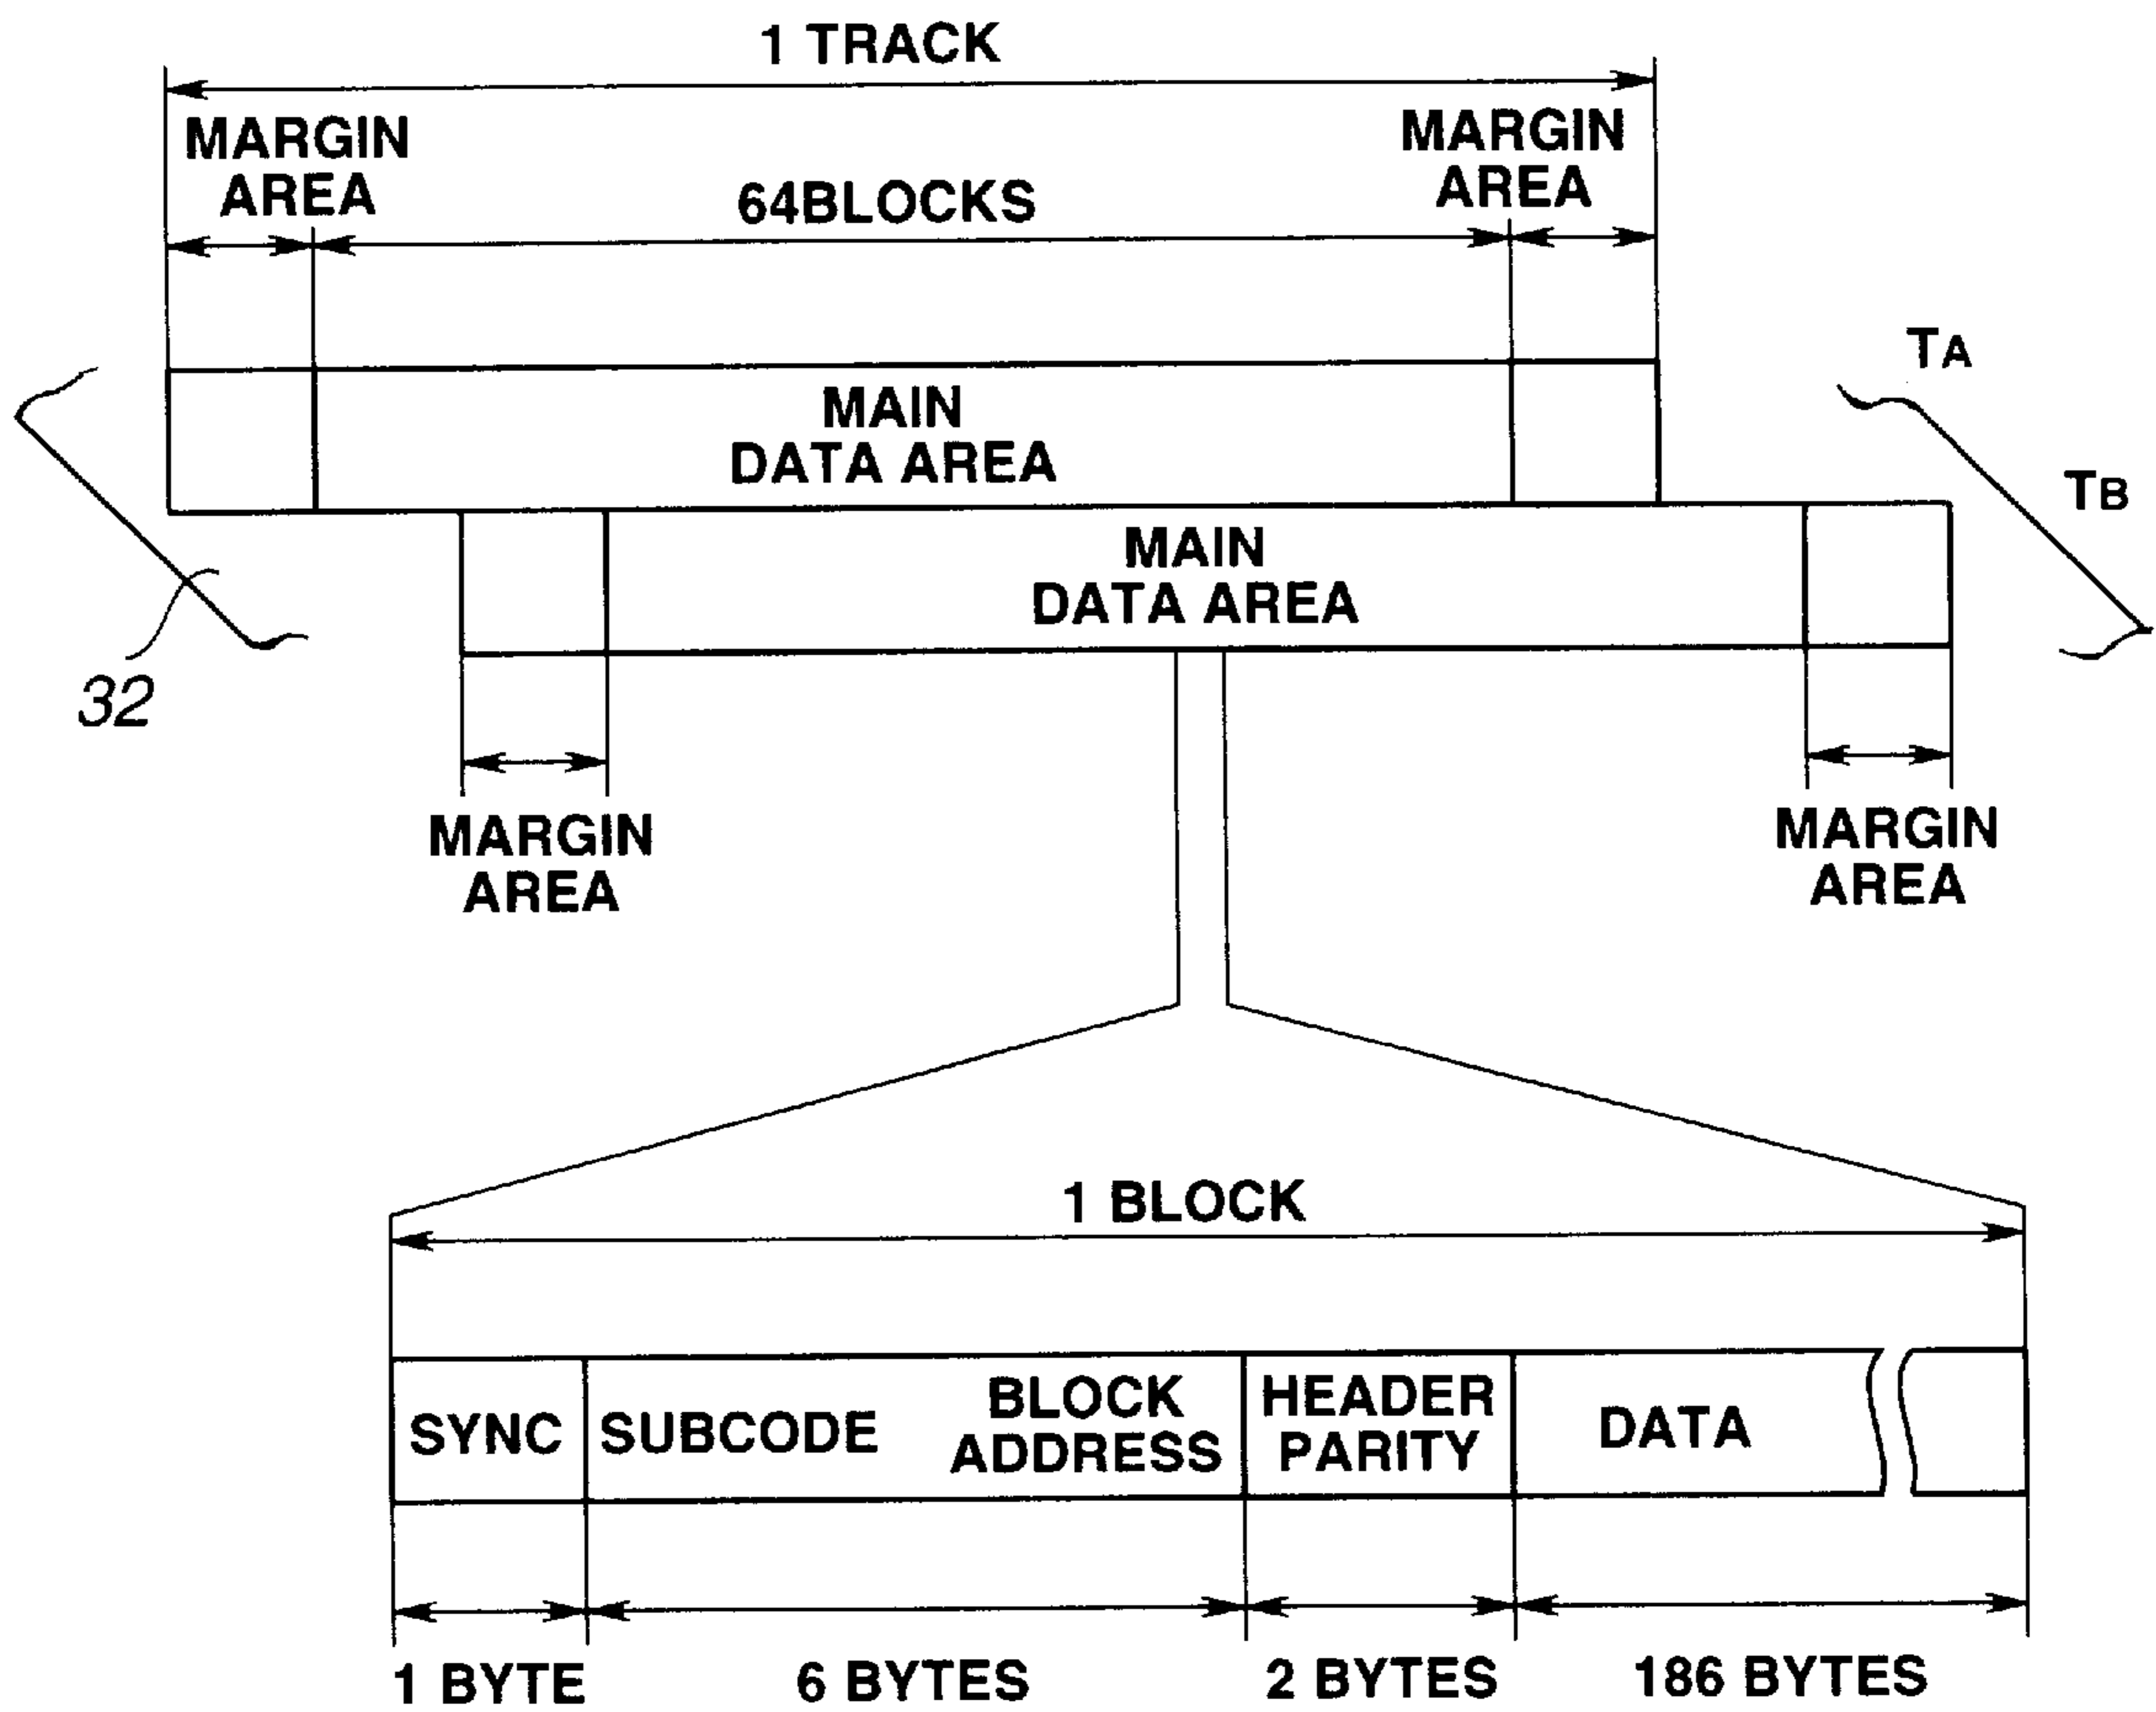 1 TRACK
MARGIN
AREA
64BLOCKS
MARGIN
AREA
TA
MAIN
DATA AREA
TB
MAIN
DATA AREA
32
MARGIN
AREA
MARGIN
AREA
1 BLOCK
SYNC
SUBCODE
BLOCK
ADDRESS
HEADER
PARITY
DATA
1 BYTE
6 BYTES
2 BYTES
186 BYTES